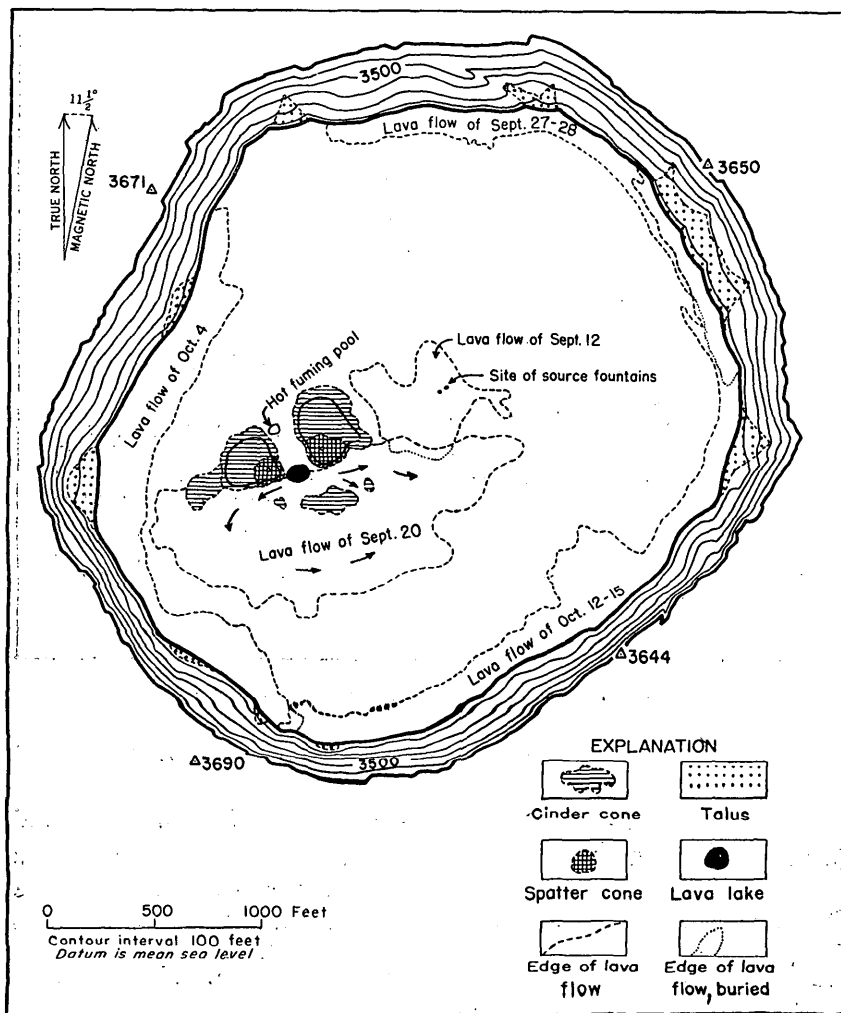 3500
11 1/2°
TRUE NORTH
MAGNETIC NORTH
3671
Lava flow of Sept. 27-28
3650
Lava flow of Oct. 4
Hot fuming pool
Lava flow of Sept. 12
Site of source fountains
Lava flow of Sept. 20
Lava flow of Oct. 12-15
3644
3690
3500
EXPLANATION
Cinder cone
Talus
Spatter cone
Lava lake
Edge of lava
flow
Edge of lava
flow, buried
0 500 1000 Feet
Contour interval 100 feet
Datum is mean sea level